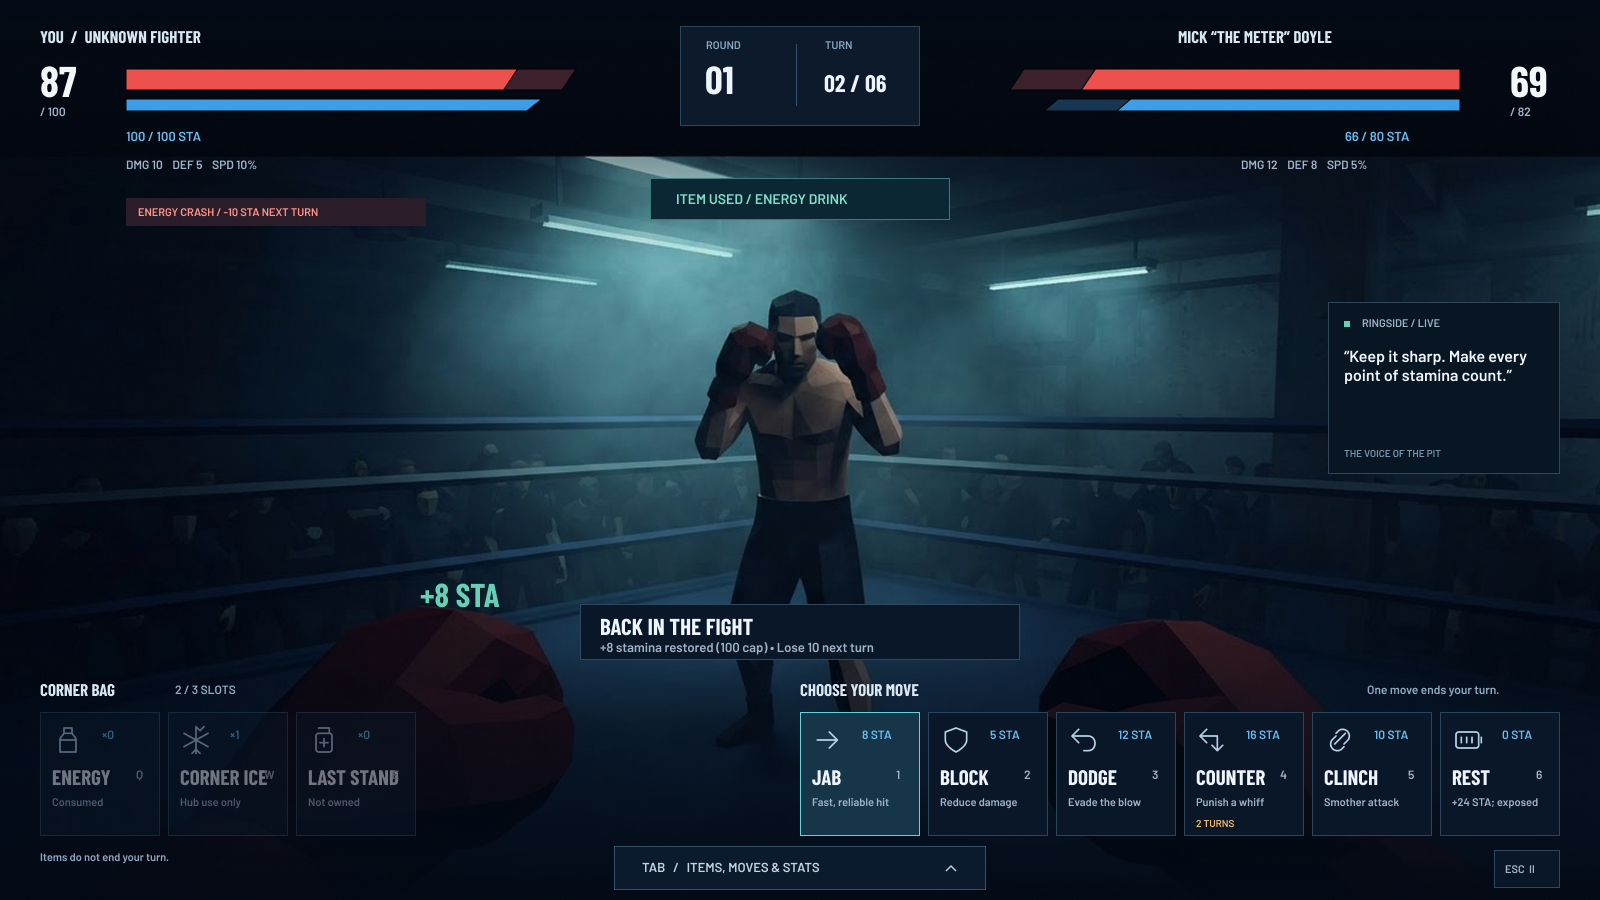 YOU / UNKNOWN FIGHTER
87
/ 100
100 / 100 STA
DMG 10 DEF 5 SPD 10%
ENERGY CRASH / -10 STA NEXT TURN
ROUND
01
TURN
02 / 06
MICK “THE METER” DOYLE
69
/ 82
66 / 80 STA
DMG 12 DEF 8 SPD 5%
ITEM USED / ENERGY DRINK
RINGSIDE / LIVE
“Keep it sharp. Make every
point of stamina count.”
THE VOICE OF THE PIT
+8 STA
BACK IN THE FIGHT
+8 stamina restored (100 cap) • Lose 10 next turn
CORNER BAG
2 / 3 SLOTS
×0
ENERGY Q
Consumed
×1
CORNER ICE W
Hub use only
×0
LAST STAND
Not owned
Items do not end your turn.
CHOOSE YOUR MOVE
One move ends your turn.
8 STA
JAB 1
Fast, reliable hit
5 STA
BLOCK 2
Reduce damage
12 STA
DODGE 3
Evade the blow
16 STA
COUNTER 4
Punish a whiff
2 TURNS
10 STA
CLINCH 5
Smother attack
0 STA
REST 6
+24 STA; exposed
TAB / ITEMS, MOVES & STATS
ESC II